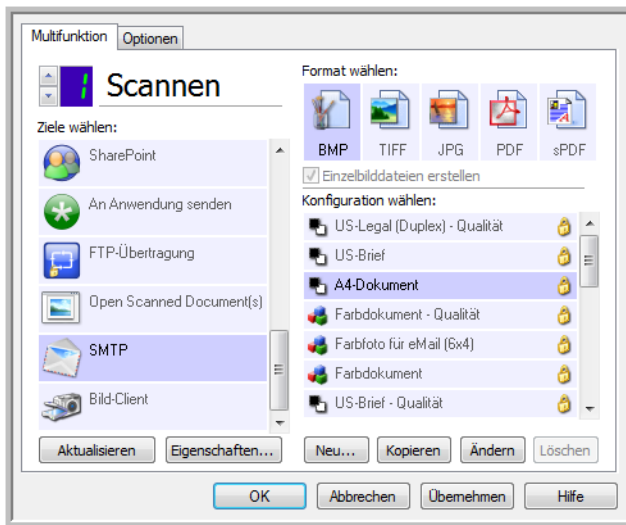 Multifunktion
Optionen
1 Scannen
Ziele wählen:
SharePoint
An Anwendung senden
FTP-Übertragung
Open Scanned Document(s)
SMTP
Bild-Client
Aktualisieren
Eigenschaften...
Format wählen:
BMP
TIFF
JPG
PDF
sPDF
Einzelbilddateien erstellen
Konfiguration wählen:
US-Legal (Duplex) - Qualität
US-Brief
A4-Dokument
Farbdokument - Qualität
Farbfoto für eMail (6x4)
Farbdokument
US-Brief - Qualität
Neu...
Kopieren
Ändern
Löschen
OK
Abbrechen
Übernehmen
Hilfe